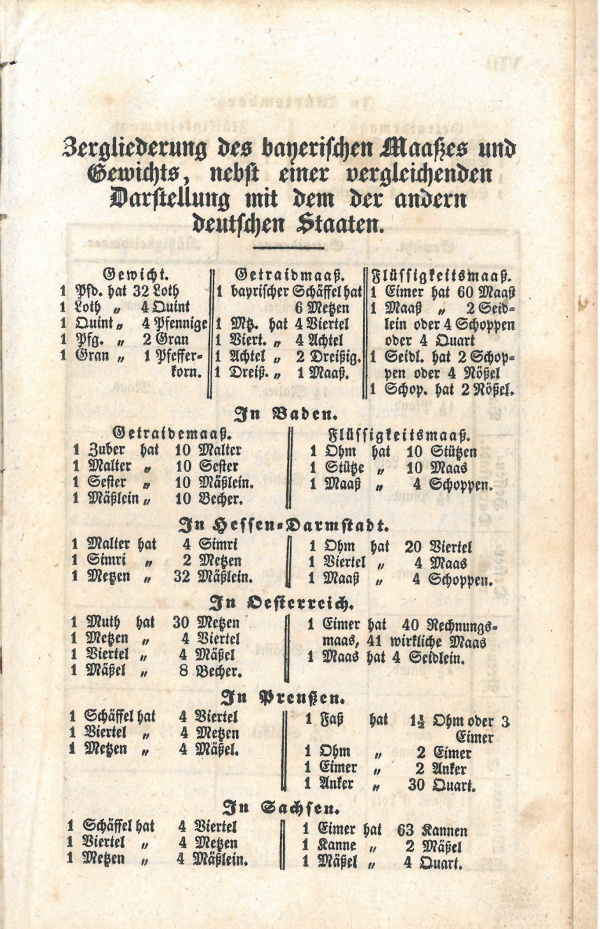 Zergliederung des bayerischen Maaßes und
Gewichts, nebst einer vergleichenden
Darstellung mit dem der andern
deutschen Staaten.
Gewicht.
1 Pfd. hat 32 Loth
1 Loth „ 4 Quint
1 Quint „ 4 Pfennige
1 Pfg. „ 2 Gran
1 Gran „ 1 Pfeffer-
korn.
Getraidmaaß.
1 bayrischer Schäffel hat
6 Metzen
1 Mtz. hat 4 Viertel
1 Viert. „ 4 Achtel
1 Achtel „ 2 Dreißig.
1 Dreiß. „ 1 Maaß.
Flüssigkeitsmaaß.
1 Eimer hat 60 Maaß
1 Maaß „ 2 Seid-
lein oder 4 Schoppen
oder 4 Quart
1 Seidl. hat 2 Schop-
pen oder 4 Nößel
1 Schop. hat 2 Nößel.
In Baden.
Getraidemaaß.
1 Zuber hat 10 Malter
1 Malter „ 10 Sester
1 Sester „ 10 Mäßlein.
1 Mäßlein „ 10 Becher.
Flüssigkeitsmaaß.
1 Ohm hat 10 Stützen
1 Stütze „ 10 Maas
1 Maaß „ 4 Schoppen.
In Hessen-Darmstadt.
1 Malter hat 4 Simri
1 Simri „ 2 Metzen
1 Metzen „ 32 Mäßlein.
1 Ohm hat 20 Viertel
1 Viertel „ 4 Maas
1 Maaß „ 4 Schoppen.
In Oesterreich.
1 Muth hat 30 Metzen
1 Metzen „ 4 Viertel
1 Viertel „ 4 Mäßel
1 Mäßel „ 8 Becher.
1 Eimer hat 40 Rechnungs-
maas, 41 wirkliche Maas
1 Maas hat 4 Seidlein.
In Preußen.
1 Schäffel hat 4 Viertel
1 Viertel „ 4 Metzen
1 Metzen „ 4 Mäßel.
1 Faß hat 1½ Ohm oder 3
Eimer
1 Ohm „ 2 Eimer
1 Eimer „ 2 Anker
1 Anker „ 30 Quart.
In Sachsen.
1 Schäffel hat 4 Viertel
1 Viertel „ 4 Metzen
1 Metzen „ 4 Mäßlein.
1 Eimer hat 63 Kannen
1 Kanne „ 2 Mäßel
1 Mäßel „ 4 Quart.